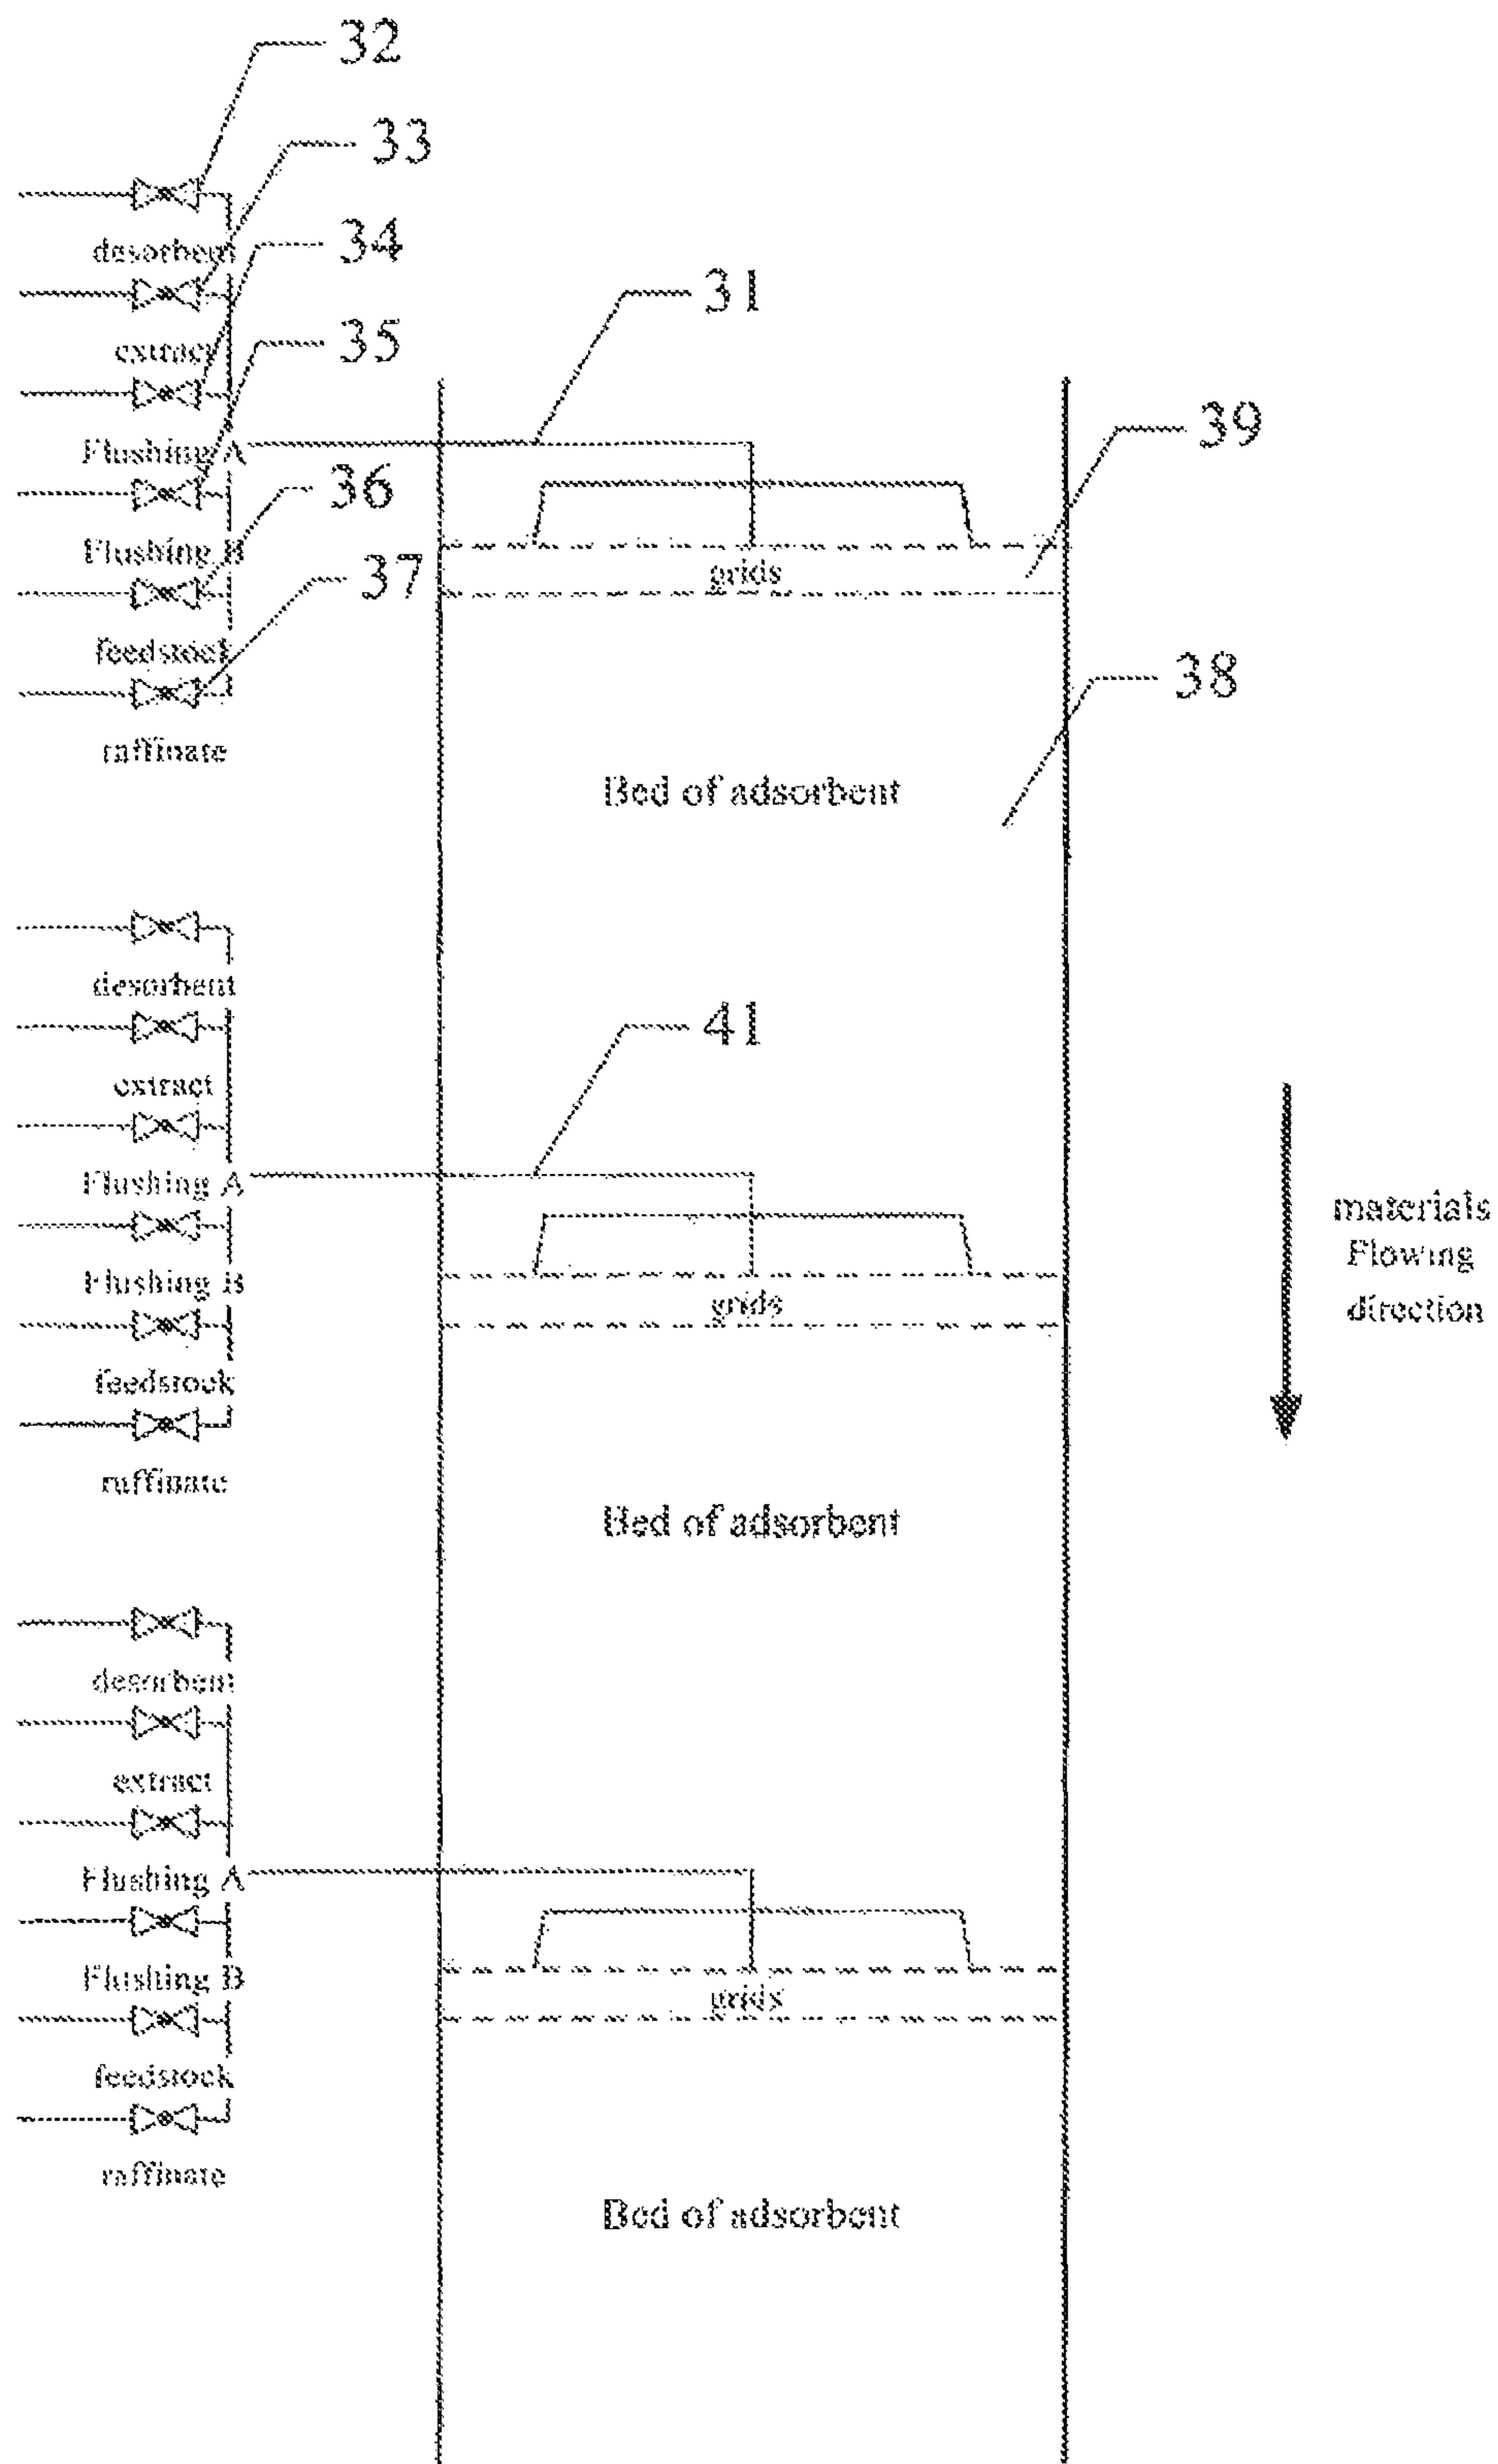 32
33
desorbent
34
31
extract
35
39
Flushing A
36
Flushing B
grids
37
feedstock
38
raffinate
Bed of adsorbent
desorbent
41
extract
Flushing A
materials
Flowing
direction
Flushing B
grids
feedstock
raffinate
Bed of adsorbent
desorbent
extract
Flushing A
Flushing B
grids
feedstock
raffinate
Bed of adsorbent